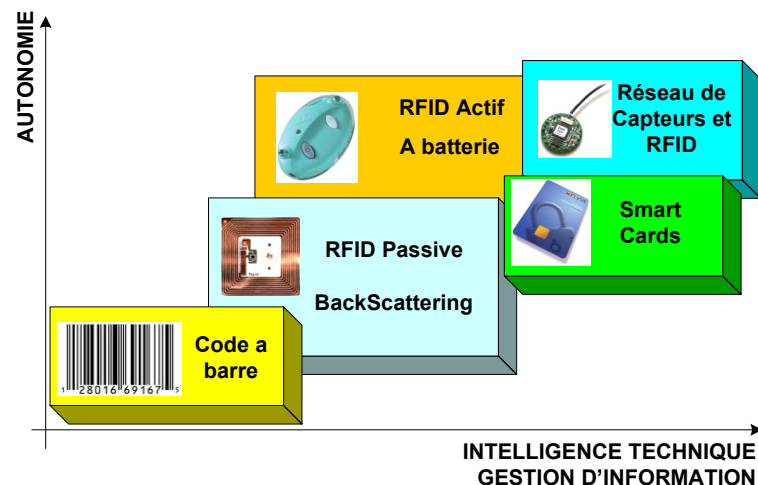 AUTONOMIE
RFID Actif
A batterie
Réseau de
Capteurs et
RFID
RFID Passive
BackScattering
Smart
Cards
Code a
barre
1 28016 69167 5
INTELLIGENCE TECHNIQUE
GESTION D'INFORMATION